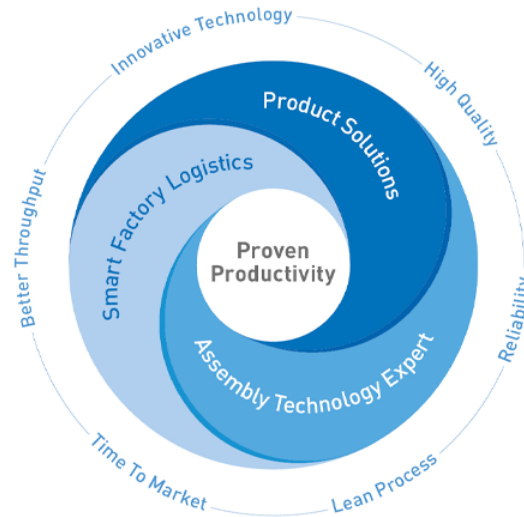 Innovative Technology
High Quality
Reliability
Lean Process
Time To Market
Better Throughput
Product Solutions
Assembly Technology Expert
Smart Factory Logistics
Proven
Productivity